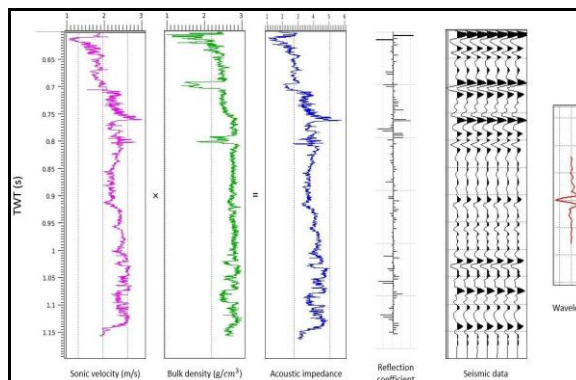 1 2 3
1 2 3
1 2 3 4 5 6
0.65
0.7
0.75
0.8
0.85
0.9
0.95
1
1.05
1.1
1.15
TWT (s)
×
=
Sonic velocity (m/s)
Bulk density (g/cm³)
Acoustic impedance
Reflection
coefficient
Seismic data
Wavele